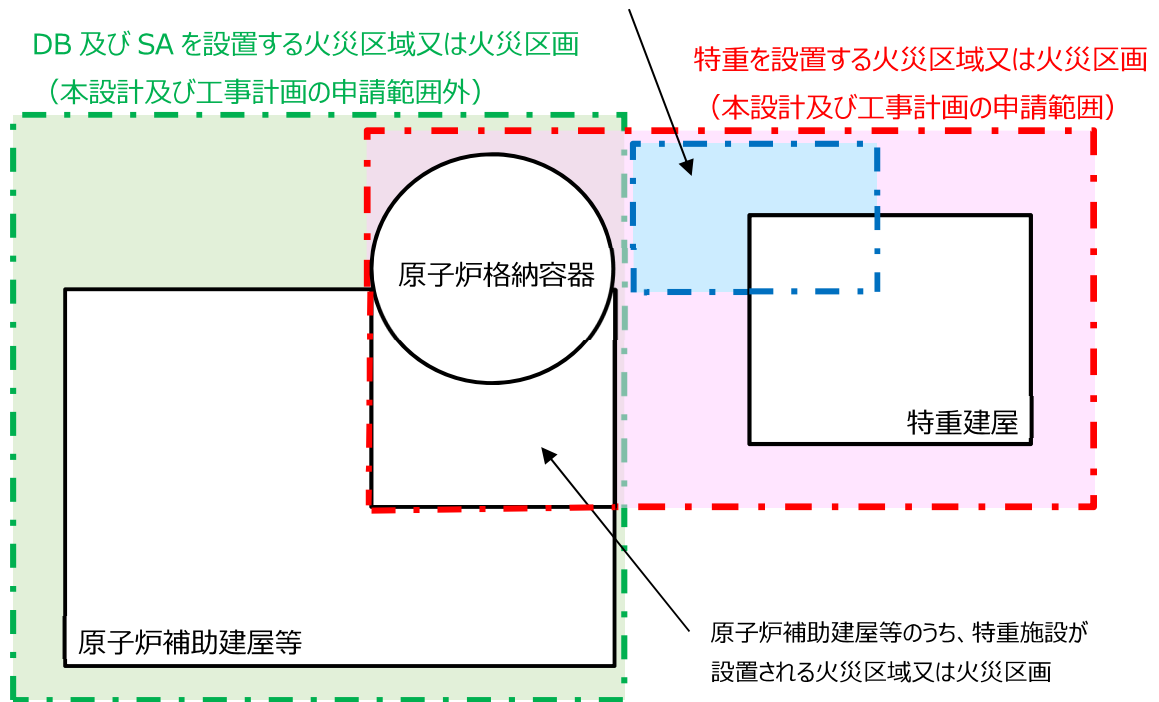 DB 及び SA を設置する火災区域又は火災区画
（本設計及び工事計画の申請範囲外）
特重を設置する火災区域又は火災区画
（本設計及び工事計画の申請範囲）
原子炉格納容器
特重建屋
原子炉補助建屋等
原子炉補助建屋等のうち、特重施設が
設置される火災区域又は火災区画